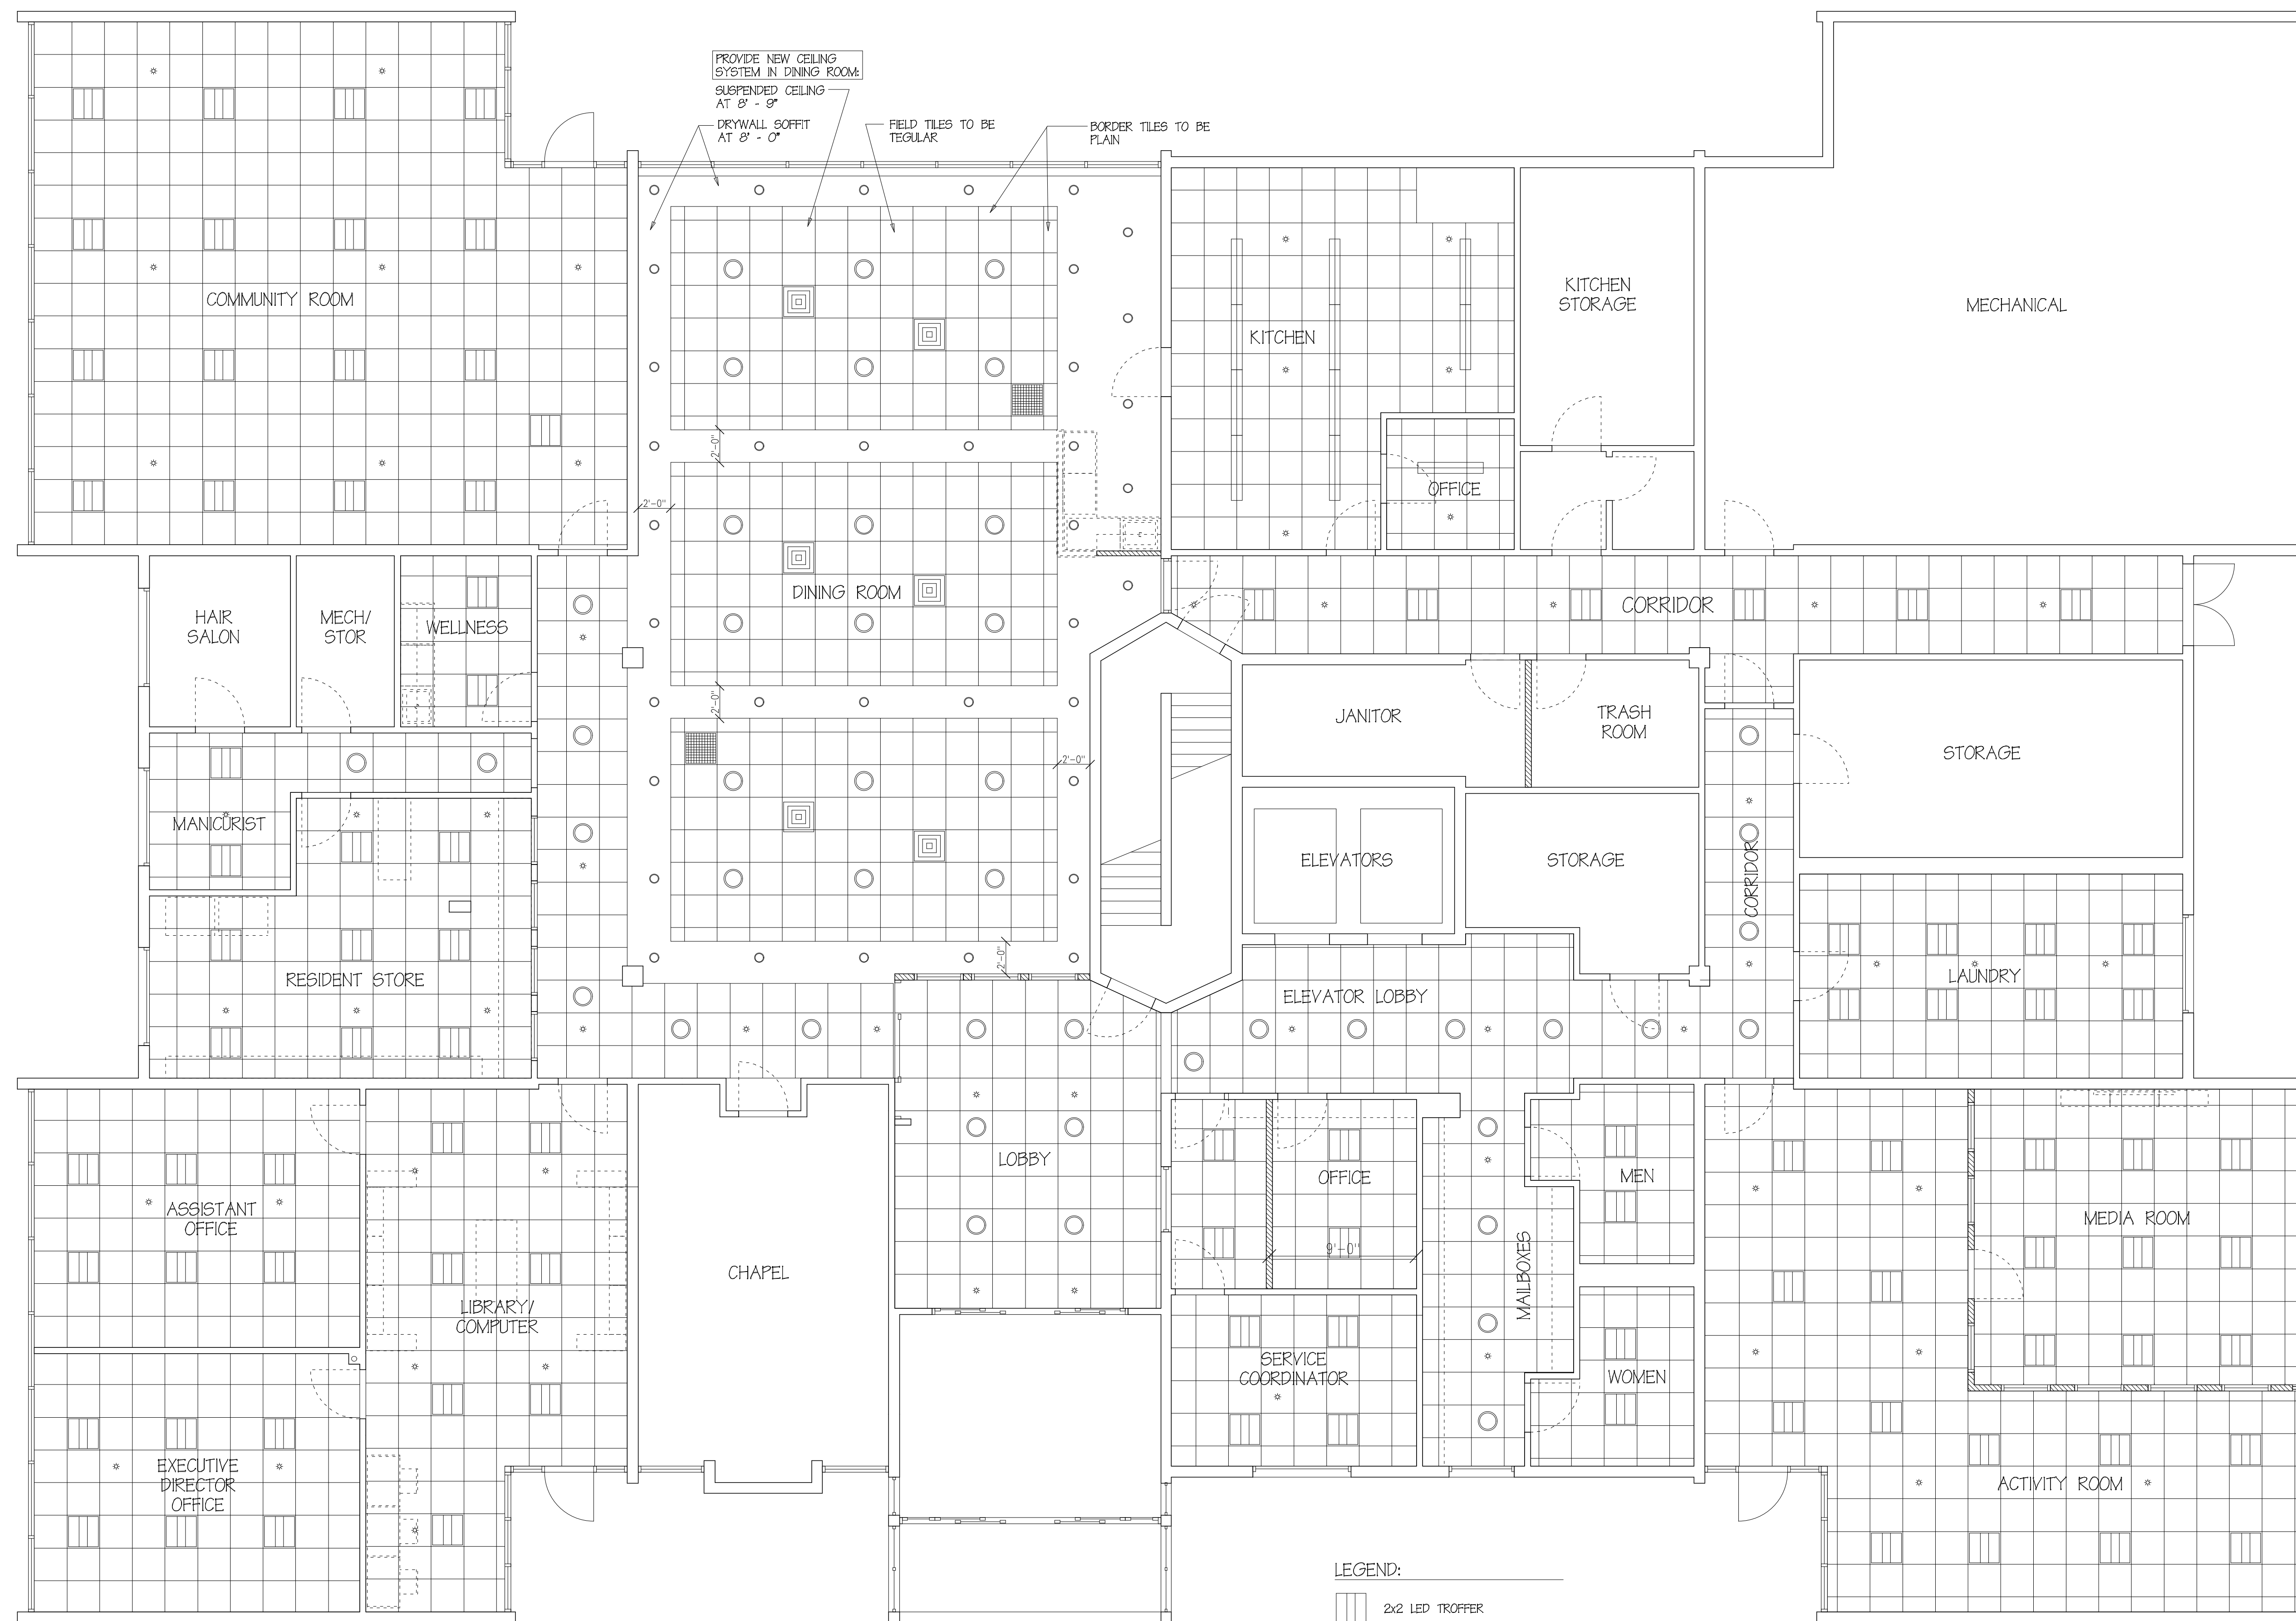 PROVIDE NEW CEILING
SYSTEM IN DINING ROOM:
SUSPENDED CEILING
AT 8' - 9"
DRYWALL SOFFIT
AT 8' - 0"
FIELD TILES TO BE
TEGULAR
BORDER TILES TO BE
PLAIN
COMMUNITY ROOM
KITCHEN
KITCHEN
STORAGE
MECHANICAL
2'-0"
OFFICE
2'-0"
DINING ROOM
HAIR
SALON
MECH/
STOR
WELLNESS
CORRIDOR
2'-0"
JANITOR
TRASH
ROOM
STORAGE
2'-0"
MANICURIST
ELEVATORS
STORAGE
CORRIDOR
RESIDENT STORE
2'-0"
ELEVATOR LOBBY
LAUNDRY
LOBBY
OFFICE
MEN
ASSISTANT
OFFICE
MEDIA ROOM
9'-0"
MAILBOXES
CHAPEL
LIBRARY/
COMPUTER
SERVICE
COORDINATOR
WOMEN
EXECUTIVE
DIRECTOR
OFFICE
ACTIVITY ROOM
LEGEND:
2x2 LED TROFFER